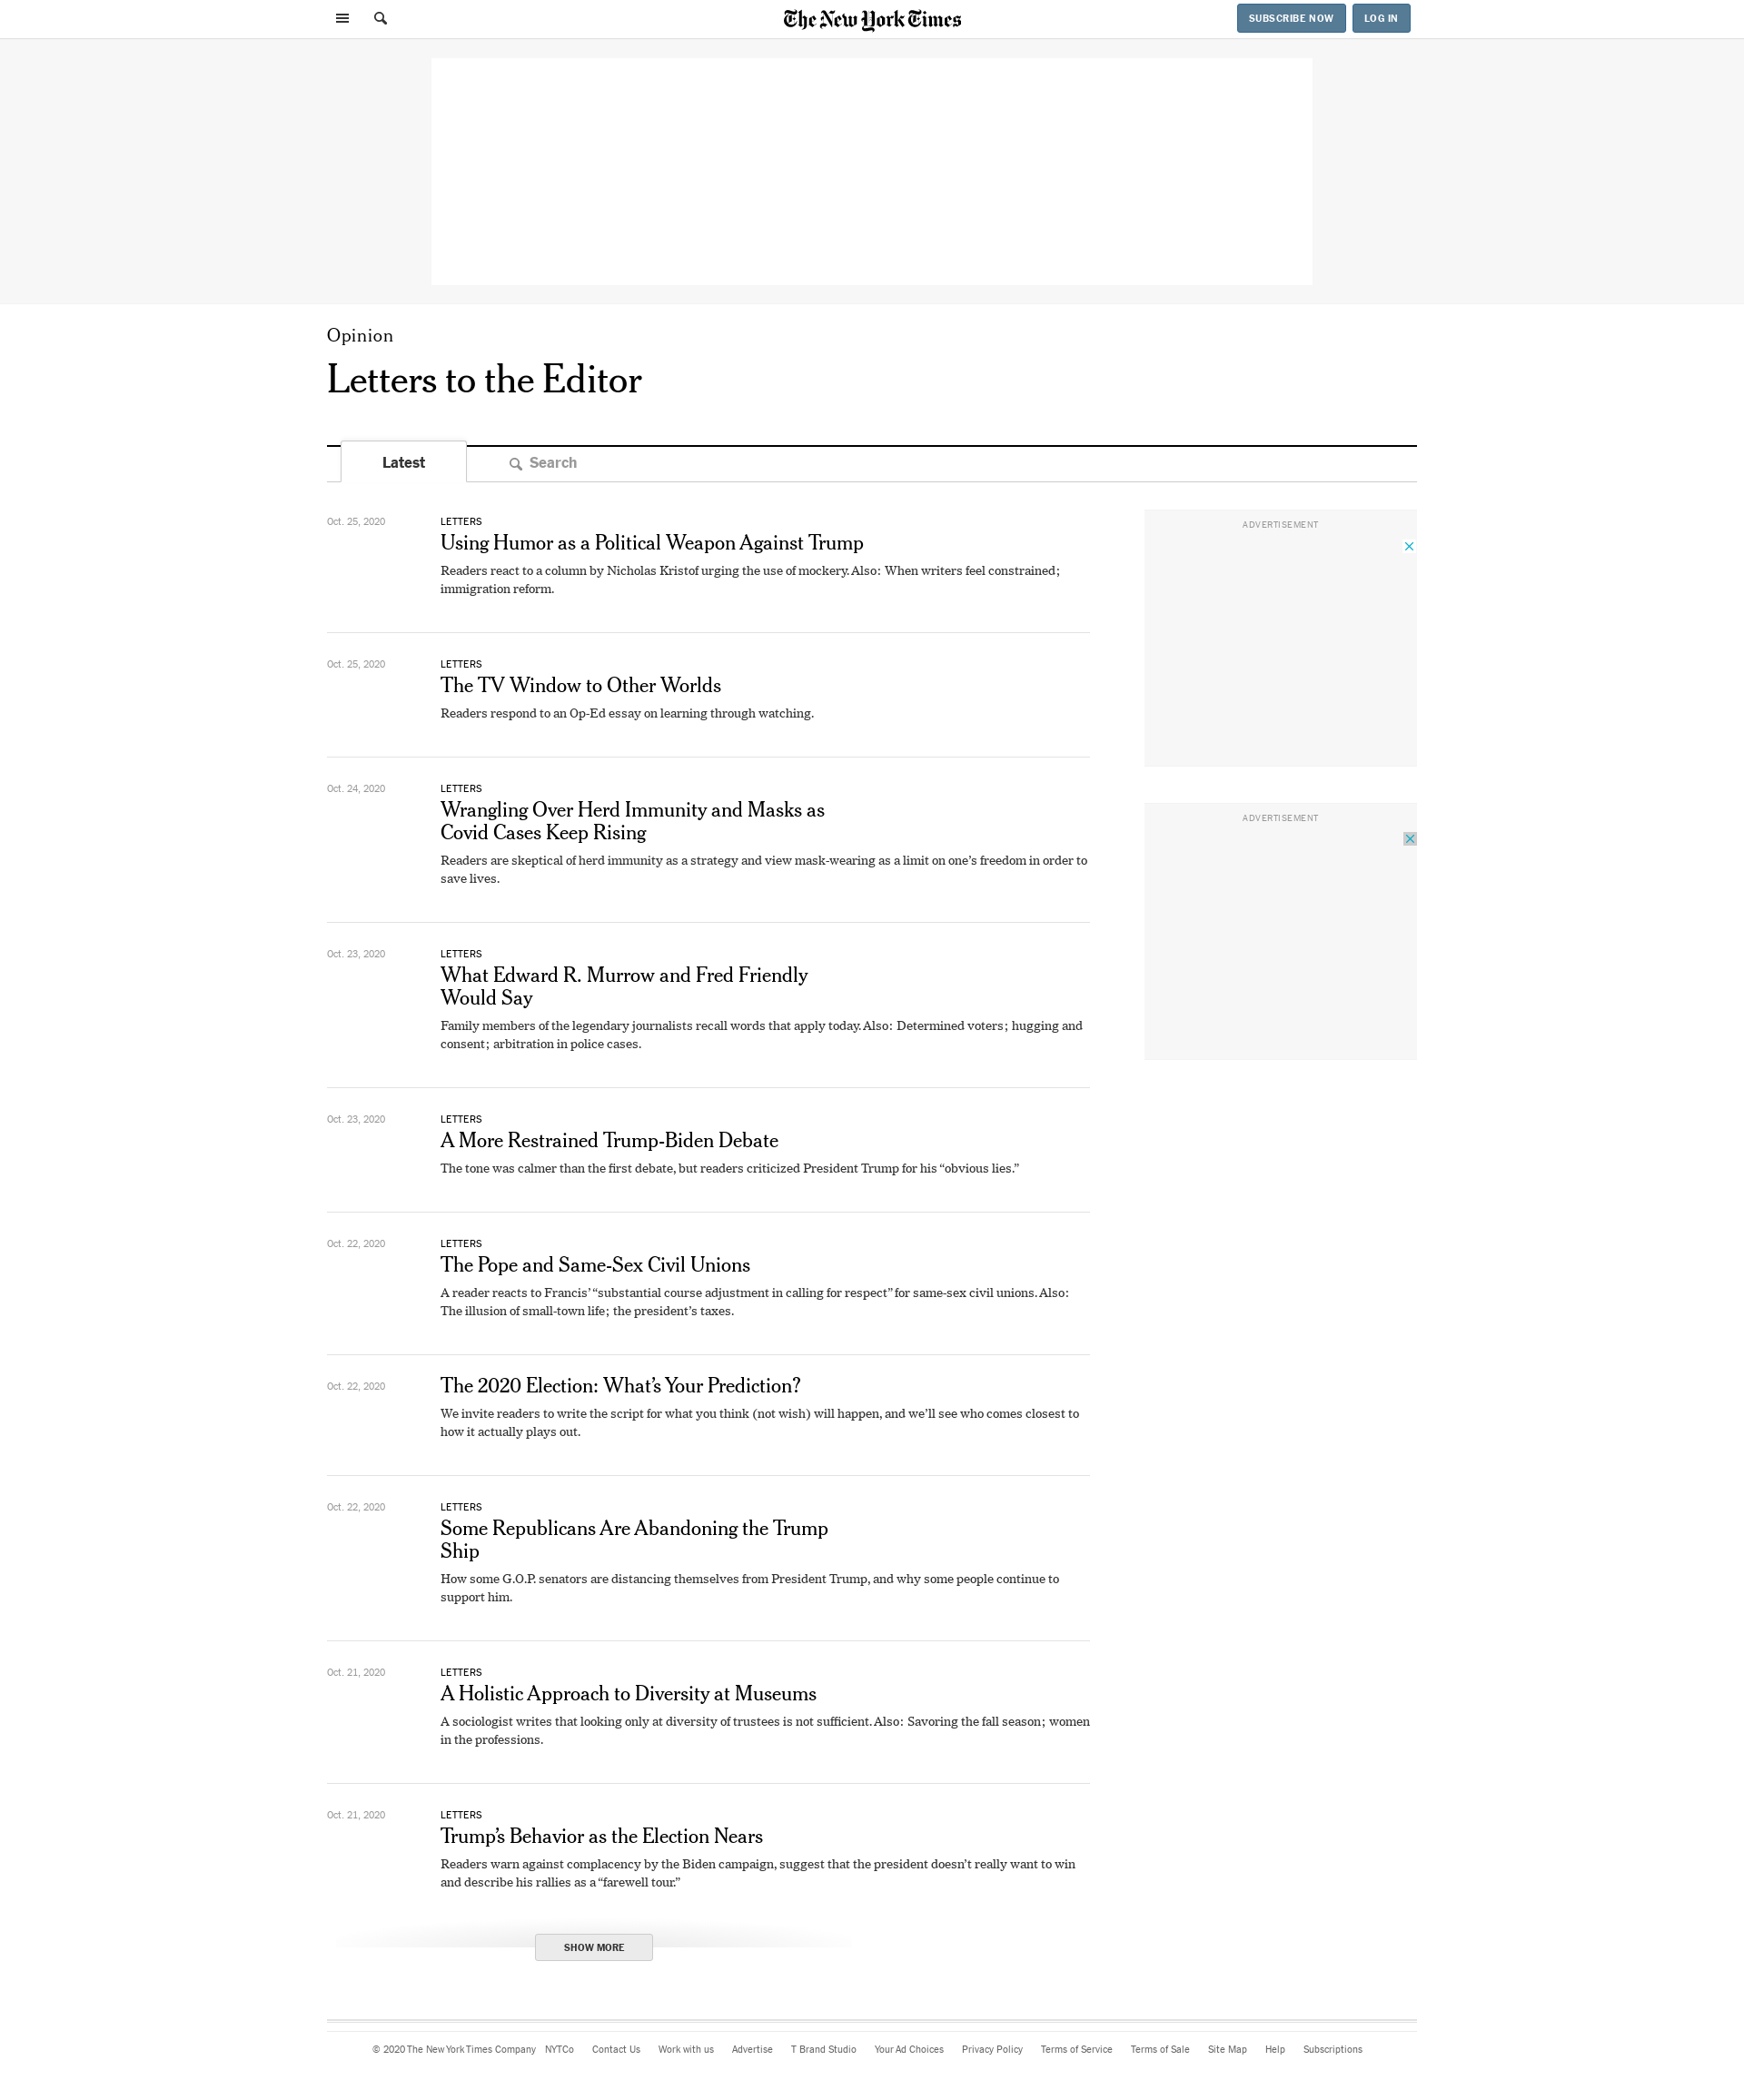 The New York Times
SUBSCRIBE NOW
LOG IN
Opinion
Letters to the Editor
Latest
Search
Oct. 25, 2020
LETTERS
Using Humor as a Political Weapon Against Trump
Readers react to a column by Nicholas Kristof urging the use of mockery. Also: When writers feel constrained;
immigration reform.
Oct. 25, 2020
LETTERS
The TV Window to Other Worlds
Readers respond to an Op-Ed essay on learning through watching.
Oct. 24, 2020
LETTERS
Wrangling Over Herd Immunity and Masks as
Covid Cases Keep Rising
Readers are skeptical of herd immunity as a strategy and view mask-wearing as a limit on one’s freedom in order to
save lives.
Oct. 23, 2020
LETTERS
What Edward R. Murrow and Fred Friendly
Would Say
Family members of the legendary journalists recall words that apply today. Also: Determined voters; hugging and
consent; arbitration in police cases.
Oct. 23, 2020
LETTERS
A More Restrained Trump-Biden Debate
The tone was calmer than the first debate, but readers criticized President Trump for his “obvious lies.”
Oct. 22, 2020
LETTERS
The Pope and Same-Sex Civil Unions
A reader reacts to Francis’ “substantial course adjustment in calling for respect” for same-sex civil unions. Also:
The illusion of small-town life; the president’s taxes.
Oct. 22, 2020
The 2020 Election: What’s Your Prediction?
We invite readers to write the script for what you think (not wish) will happen, and we’ll see who comes closest to
how it actually plays out.
Oct. 22, 2020
LETTERS
Some Republicans Are Abandoning the Trump
Ship
How some G.O.P. senators are distancing themselves from President Trump, and why some people continue to
support him.
Oct. 21, 2020
LETTERS
A Holistic Approach to Diversity at Museums
A sociologist writes that looking only at diversity of trustees is not sufficient. Also: Savoring the fall season; women
in the professions.
Oct. 21, 2020
LETTERS
Trump’s Behavior as the Election Nears
Readers warn against complacency by the Biden campaign, suggest that the president doesn’t really want to win
and describe his rallies as a “farewell tour.”
SHOW MORE
ADVERTISEMENT
ADVERTISEMENT
© 2020 The New York Times Company NYTCo Contact Us Work with us Advertise T Brand Studio Your Ad Choices Privacy Policy Terms of Service Terms of Sale Site Map Help Subscriptions